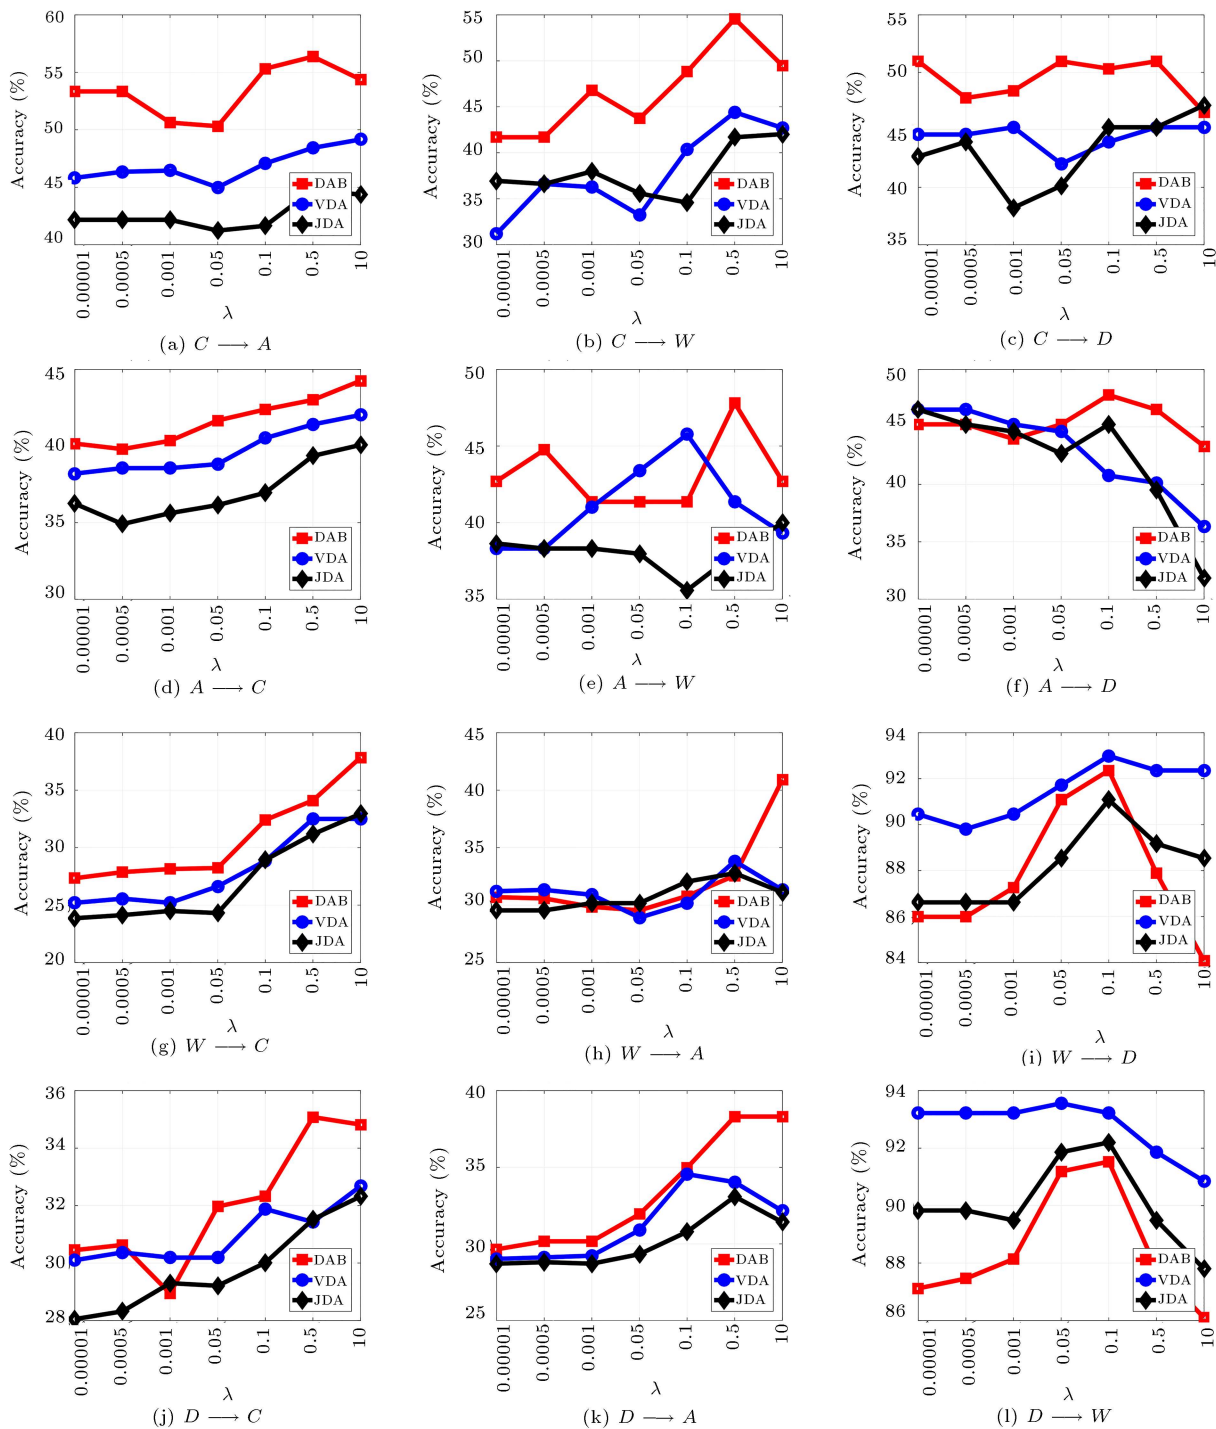 60
55
50
45
40
Accuracy (%)
DAB
VDA
JDA
0.00001
0.0005
0.001
0.05
0.1
0.5
10
λ
(a) C ⟶ A
55
50
45
40
35
30
Accuracy (%)
DAB
VDA
JDA
0.00001
0.0005
0.001
0.05
0.1
0.5
10
λ
(b) C ⟶ W
55
50
45
40
35
Accuracy (%)
DAB
VDA
JDA
0.00001
0.0005
0.001
0.05
0.1
0.5
10
λ
(c) C ⟶ D
45
40
35
30
Accuracy (%)
DAB
VDA
JDA
0.00001
0.0005
0.001
0.05
0.1
0.5
10
λ
(d) A ⟶ C
50
45
40
35
Accuracy (%)
DAB
VDA
JDA
0.00001
0.0005
0.001
0.05
0.1
0.5
10
λ
(e) A ⟶ W
50
45
40
35
30
Accuracy (%)
DAB
VDA
JDA
0.00001
0.0005
0.001
0.05
0.1
0.5
10
λ
(f) A ⟶ D
40
35
30
25
20
Accuracy (%)
DAB
VDA
JDA
0.00001
0.0005
0.001
0.05
0.1
0.5
10
λ
(g) W ⟶ C
45
40
35
30
25
Accuracy (%)
DAB
VDA
JDA
0.00001
0.0005
0.001
0.05
0.1
0.5
10
λ
(h) W ⟶ A
94
92
90
88
86
84
Accuracy (%)
DAB
VDA
JDA
0.00001
0.0005
0.001
0.05
0.1
0.5
10
λ
(i) W ⟶ D
36
34
32
30
28
Accuracy (%)
DAB
VDA
JDA
0.00001
0.0005
0.001
0.05
0.1
0.5
10
λ
(j) D ⟶ C
40
35
30
25
Accuracy (%)
DAB
VDA
JDA
0.00001
0.0005
0.001
0.05
0.1
0.5
10
λ
(k) D ⟶ A
94
92
90
88
86
Accuracy (%)
DAB
VDA
JDA
0.00001
0.0005
0.001
0.05
0.1
0.5
10
λ
(l) D ⟶ W